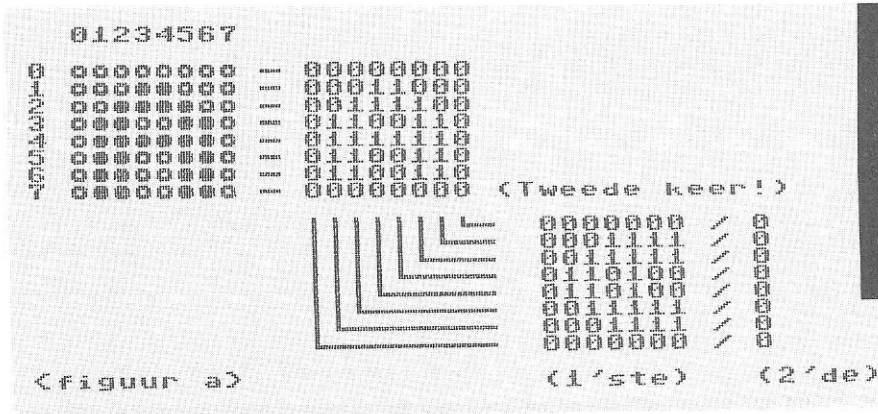 01234567
0 - 00000000
1 - 00011000
2 - 00111100
3 - 01100110
4 - 01111110
5 - 01100110
6 - 01100110
7 - 00000000 (Tweede keer!)
0000000 / 0
0001111 / 0
0011111 / 0
0110100 / 0
0110100 / 0
0011111 / 0
0001111 / 0
0000000 / 0
<figuur a> (1'ste) (2'de)